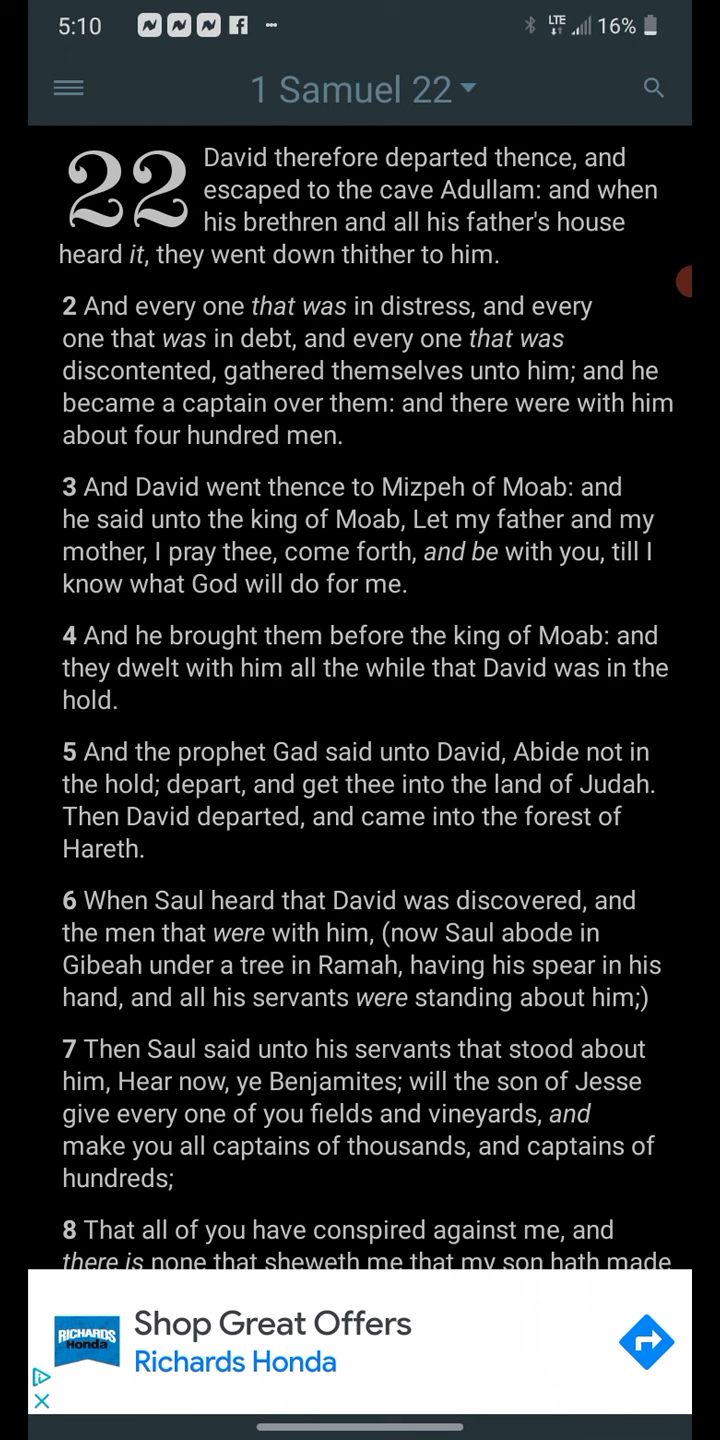 5:10
LTE 16%
1 Samuel 22
22 David therefore departed thence, and
escaped to the cave Adullam: and when
his brethren and all his father's house
heard it, they went down thither to him.
2 And every one that was in distress, and every
one that was in debt, and every one that was
discontented, gathered themselves unto him; and he
became a captain over them: and there were with him
about four hundred men.
3 And David went thence to Mizpeh of Moab: and
he said unto the king of Moab, Let my father and my
mother, I pray thee, come forth, and be with you, till I
know what God will do for me.
4 And he brought them before the king of Moab: and
they dwelt with him all the while that David was in the
hold.
5 And the prophet Gad said unto David, Abide not in
the hold; depart, and get thee into the land of Judah.
Then David departed, and came into the forest of
Hareth.
6 When Saul heard that David was discovered, and
the men that were with him, (now Saul abode in
Gibeah under a tree in Ramah, having his spear in his
hand, and all his servants were standing about him;)
7 Then Saul said unto his servants that stood about
him, Hear now, ye Benjamites; will the son of Jesse
give every one of you fields and vineyards, and
make you all captains of thousands, and captains of
hundreds;
8 That all of you have conspired against me, and
there is none that sheweth me that my son hath made
RICHARDS
Honda
Shop Great Offers
Richards Honda